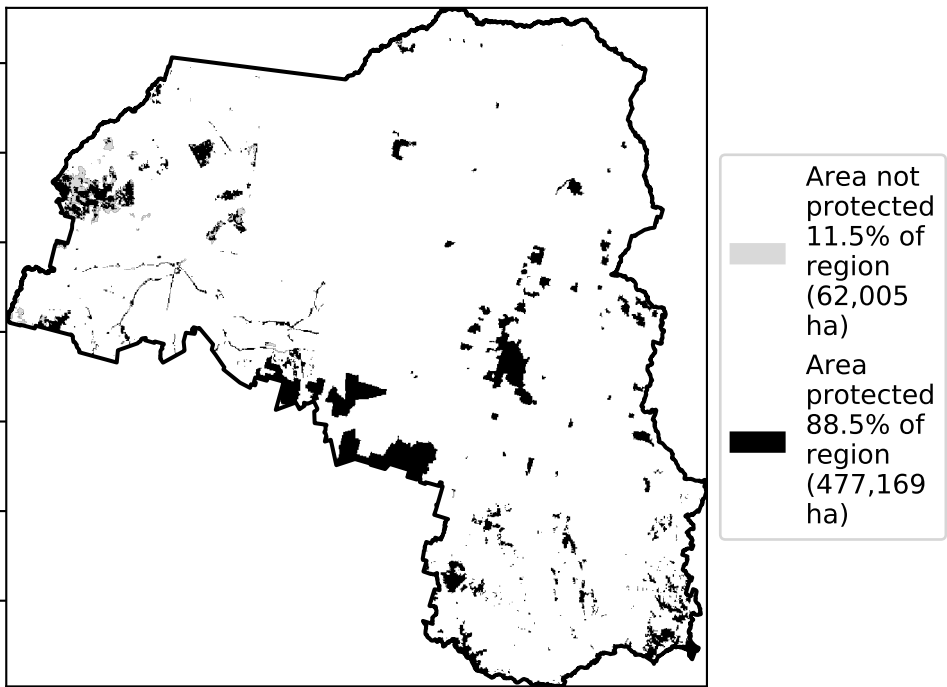 Area not
protected
11.5% of
region
(62,005
ha)
Area
protected
88.5% of
region
(477,169
ha)